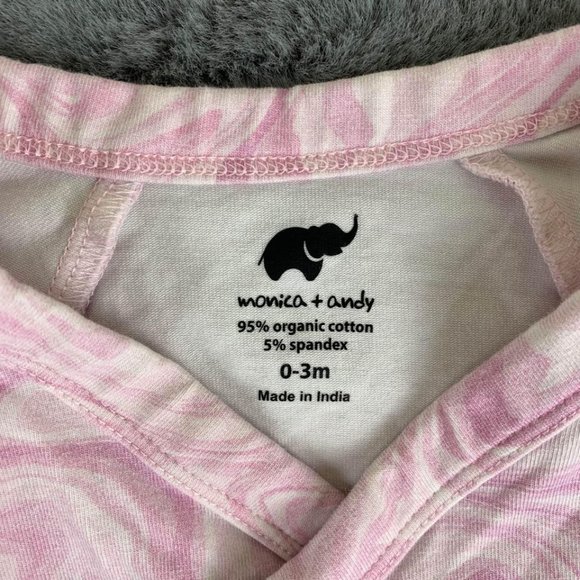 monica + andy
95% organic cotton
5% spandex
0-3m
Made in India